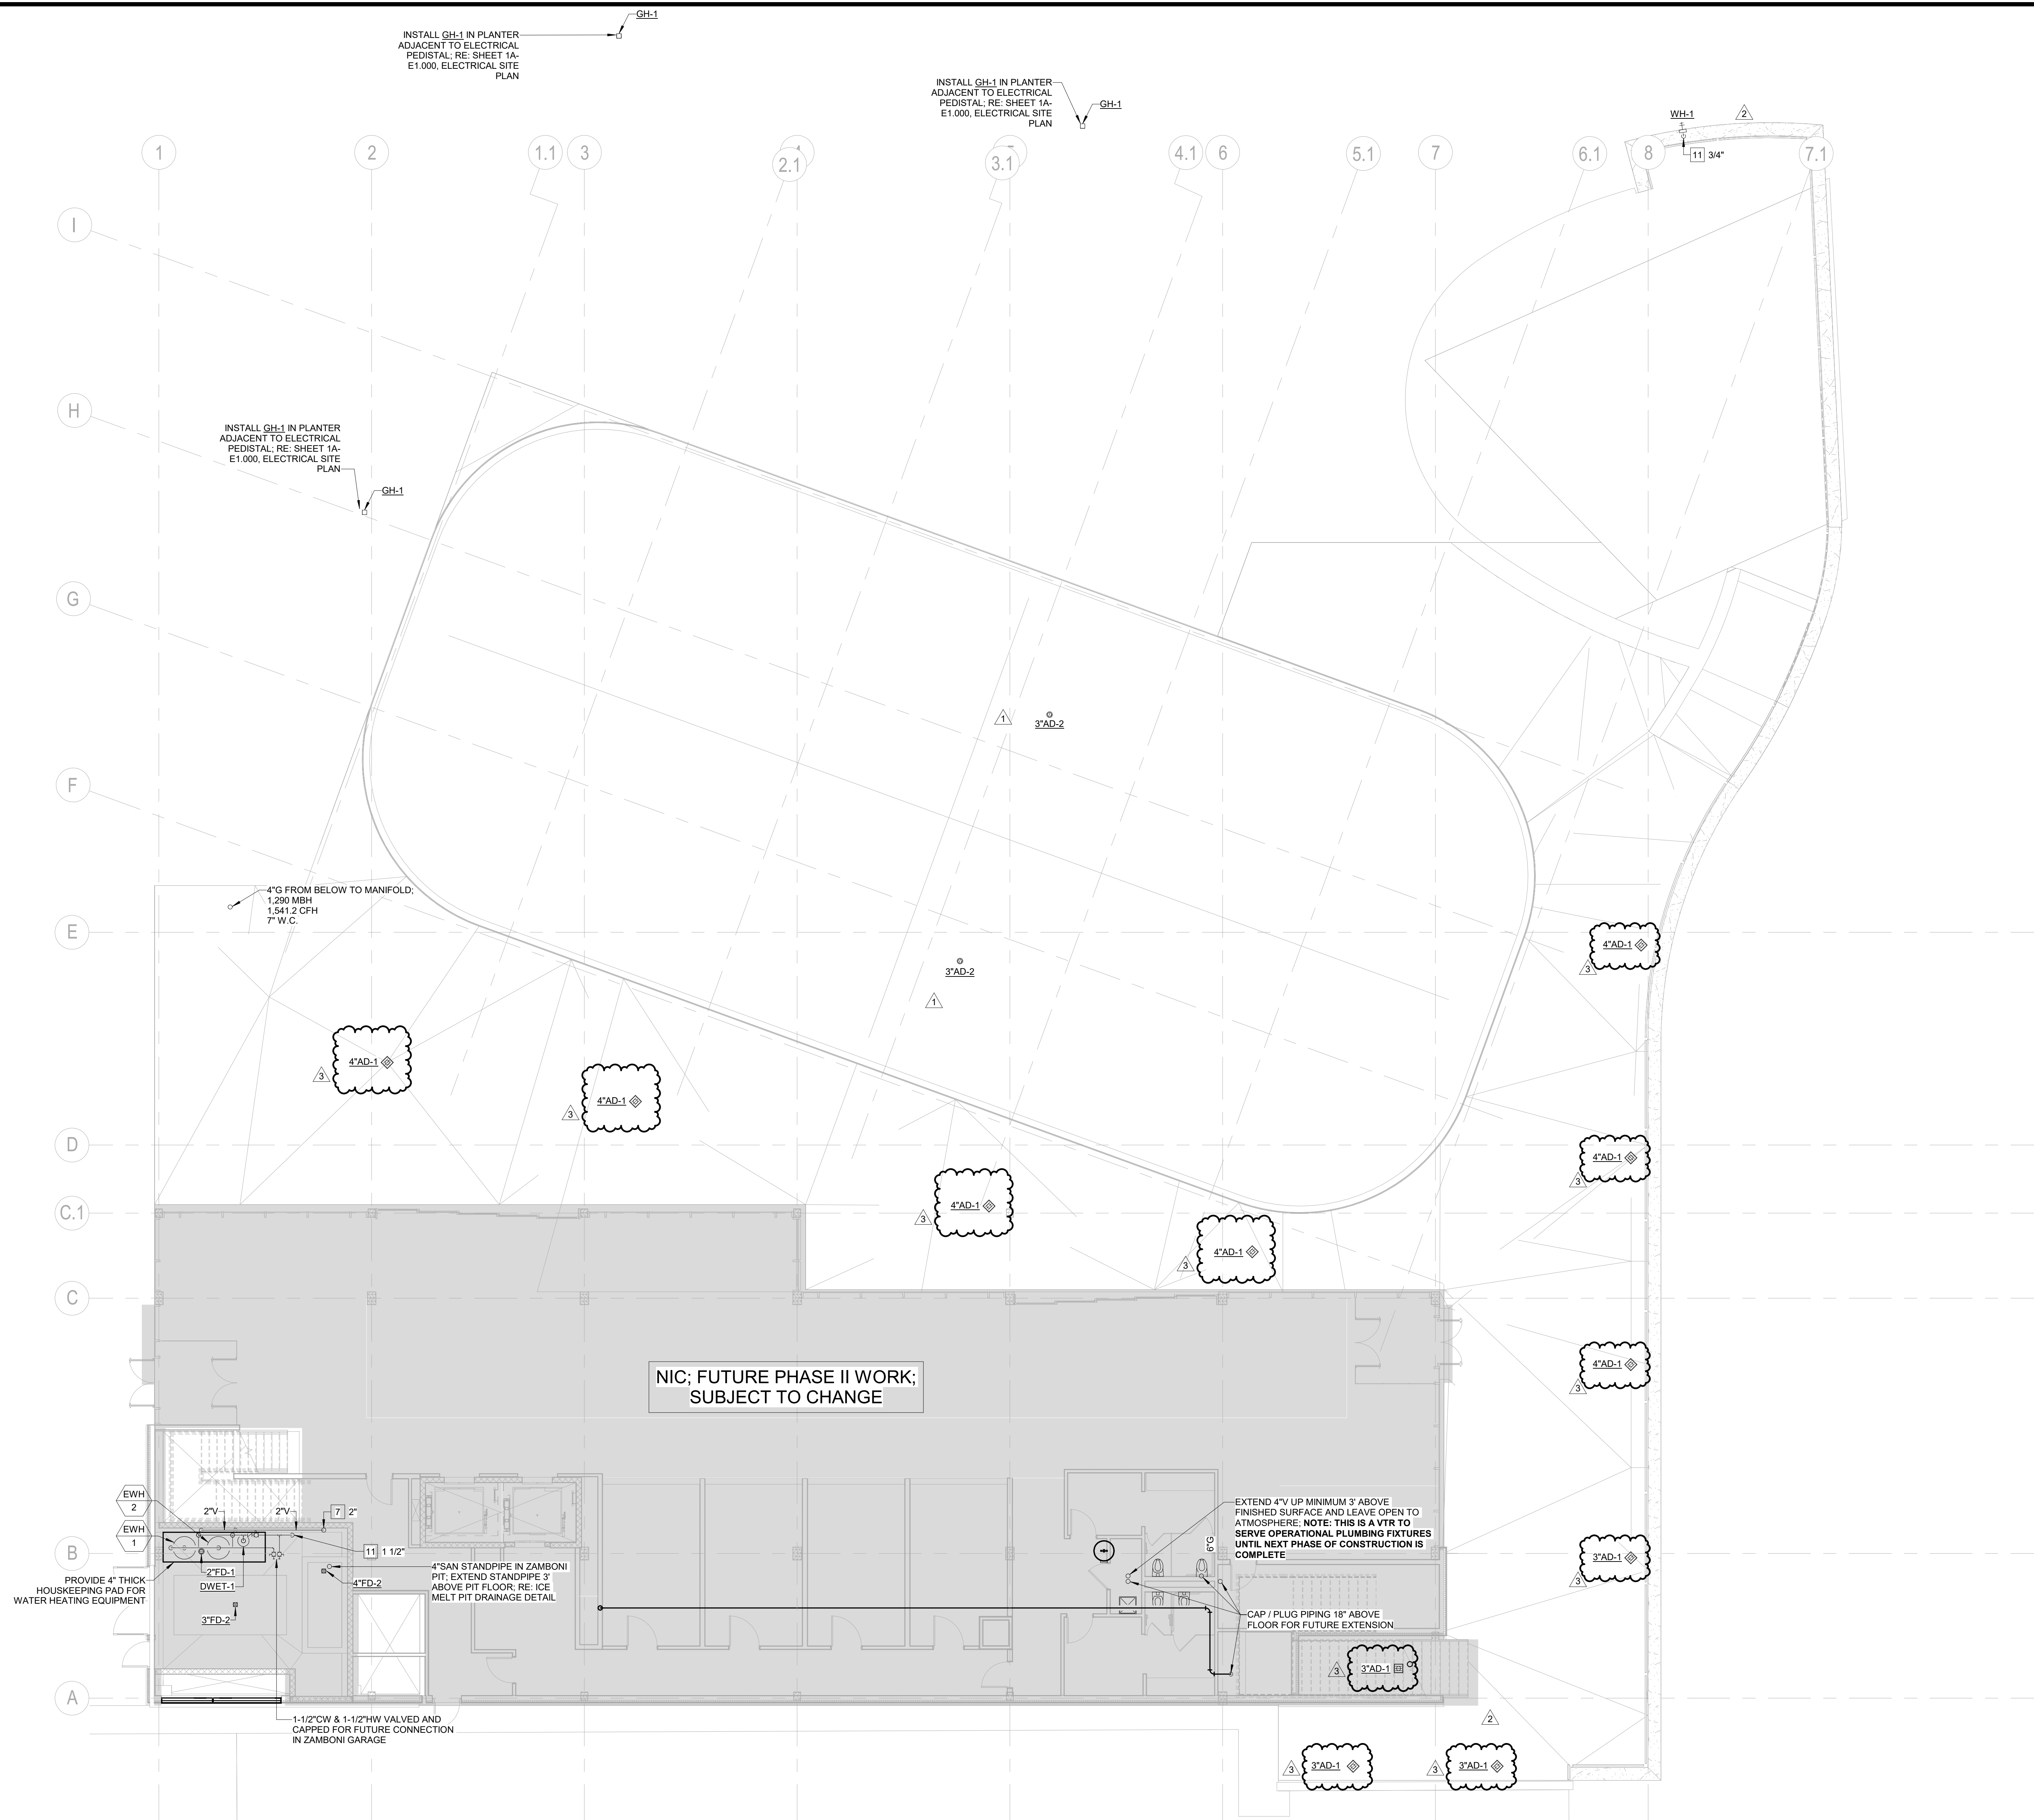 GH-1
INSTALL GH-1 IN PLANTER
ADJACENT TO ELECTRICAL
PEDISTAL; RE: SHEET 1A-
E1.000, ELECTRICAL SITE
PLAN
INSTALL GH-1 IN PLANTER
ADJACENT TO ELECTRICAL
PEDISTAL; RE: SHEET 1A-
E1.000, ELECTRICAL SITE
PLAN
GH-1
WH-1
2
11 3/4"
1
2
1.1
3
2.1
3.1
4.1
6
5.1
7
6.1
8
7.1
I
H
INSTALL GH-1 IN PLANTER
ADJACENT TO ELECTRICAL
PEDISTAL; RE: SHEET 1A-
E1.000, ELECTRICAL SITE
PLAN
GH-1
G
1
3"AD-2
F
4"G FROM BELOW TO MANIFOLD;
1,290 MBH
1,541.2 CFH
7" W.C.
E
4"AD-1
3
3"AD-2
1
4"AD-1
3
4"AD-1
3
D
4"AD-1
3
C.1
4"AD-1
3
4"AD-1
3
C
4"AD-1
3
NIC; FUTURE PHASE II WORK;
SUBJECT TO CHANGE
EWH
2
2"V
2"V
7 2"
EWH
1
11 1 1/2"
B
2"FD-1
DWET-1
4"FD-2
3"FD-2
PROVIDE 4" THICK
HOUSKEEPING PAD FOR
WATER HEATING EQUIPMENT
4"SAN STANDPIPE IN ZAMBONI
PIT; EXTEND STANDPIPE 3'
ABOVE PIT FLOOR; RE: ICE
MELT PIT DRAINAGE DETAIL
EXTEND 4"V UP MINIMUM 3' ABOVE
FINISHED SURFACE AND LEAVE OPEN TO
ATMOSPHERE; NOTE: THIS IS A VTR TO
SERVE OPERATIONAL PLUMBING FIXTURES
UNTIL NEXT PHASE OF CONSTRUCTION IS
COMPLETE
3"AD-1
3
CAP / PLUG PIPING 18" ABOVE
FLOOR FOR FUTURE EXTENSION
3"AD-1
3
A
1-1/2"CW & 1-1/2"HW VALVED AND
CAPPED FOR FUTURE CONNECTION
IN ZAMBONI GARAGE
2
3"AD-1
3
3"AD-1
3